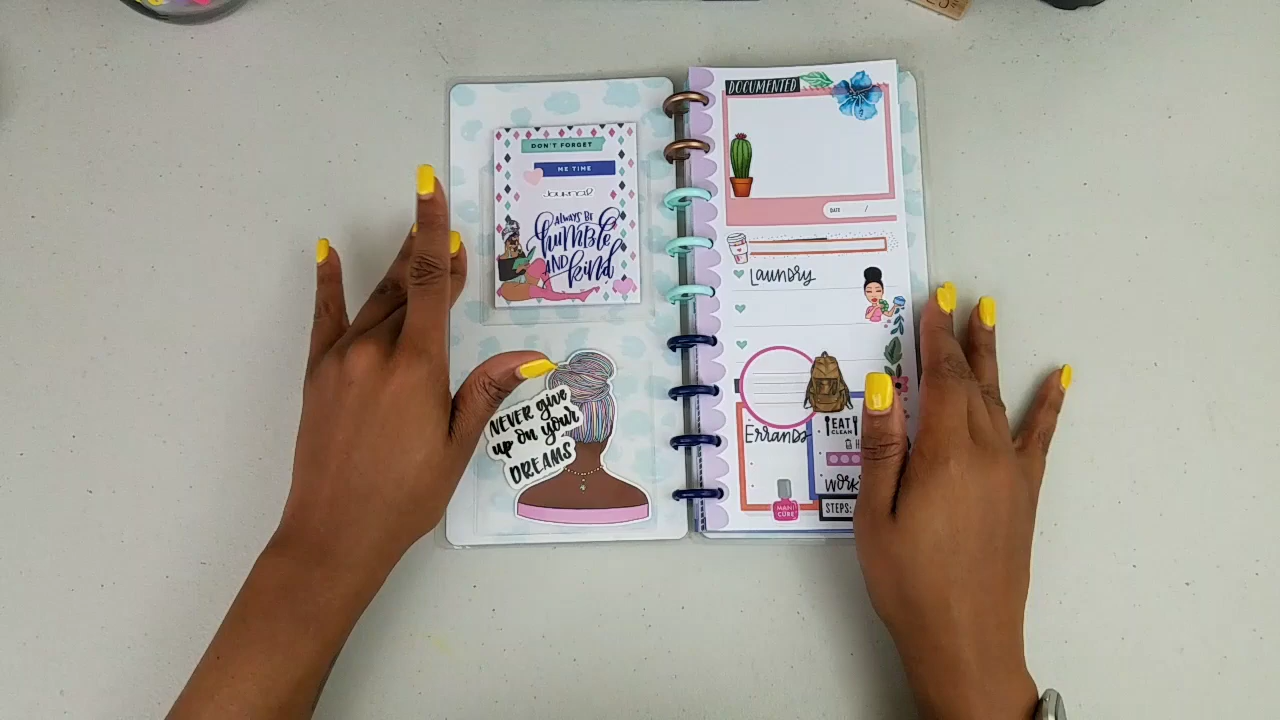 DON'T FORGET
ME TIME
JOURNAL
ALWAYS BE
humble
AND kind
NEVER give
up on your
DREAMS
DOCUMENTED
DATE /
LAUNDRY
ERRANDS
EAT
CLEAN
WORK
MANI
CURE
STEPS: